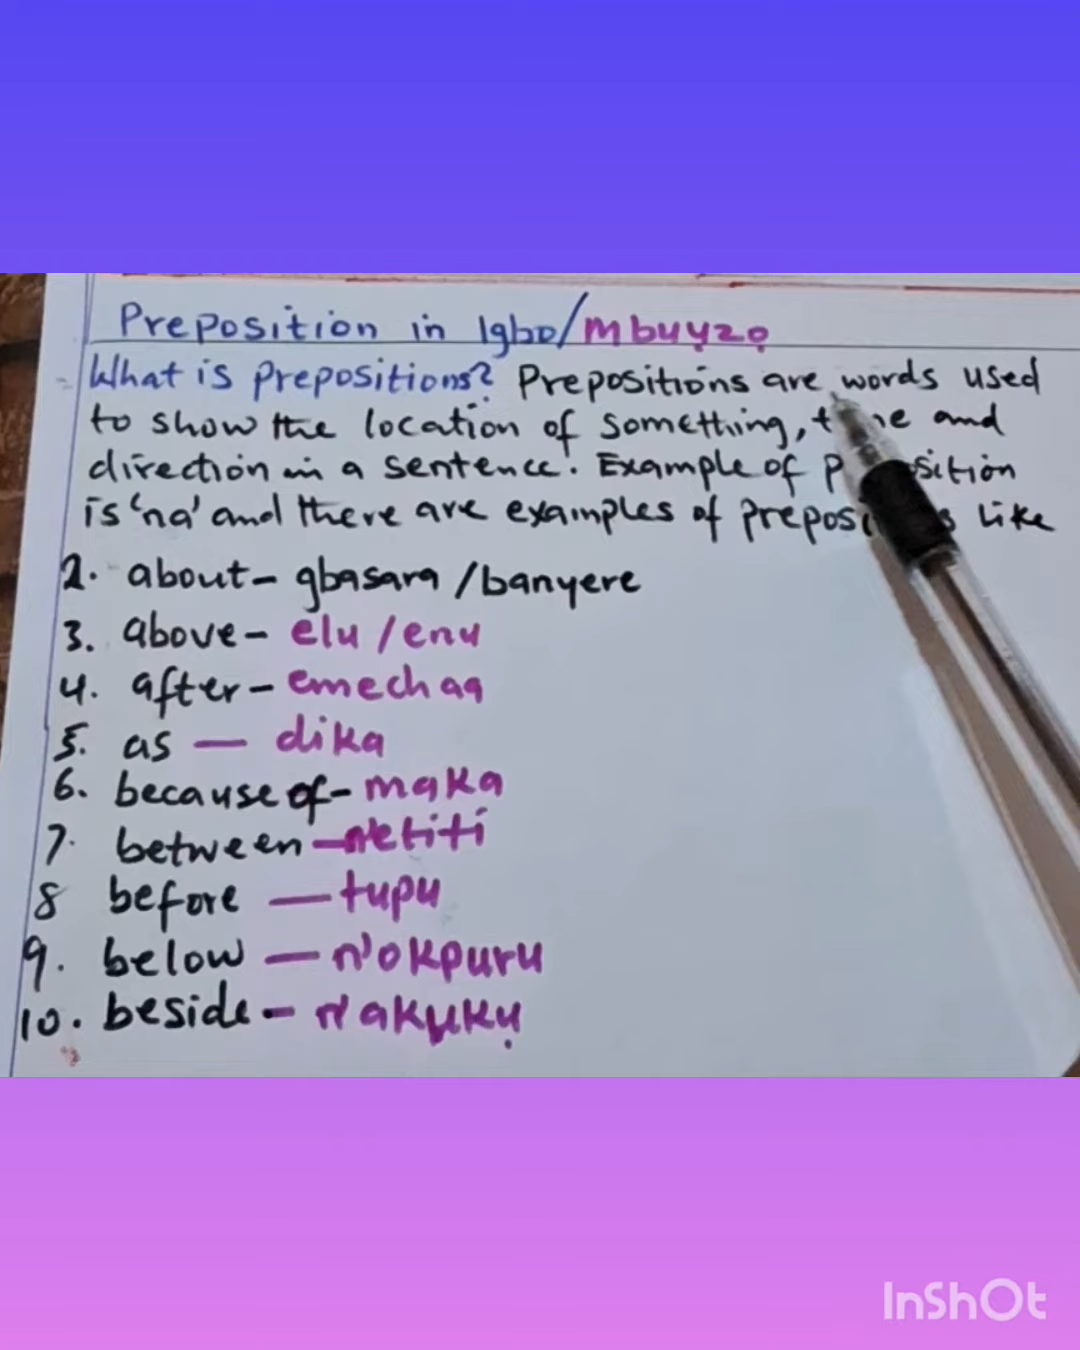 Preposition in Igbo/mbuụzọ
What is prepositions? Prepositions are words used
to show the location of something, and
direction in a sentence. Example of
is 'na' and there are examples of like
2. about - gbasara /banyere
3. above - elu /enu
4. after - emechaa
5. as - dika
6. because of - maka
7. between - n'etiti
8 before - tupu
9. below - n'okpuru
10. beside - n'akụkụ
InShOt